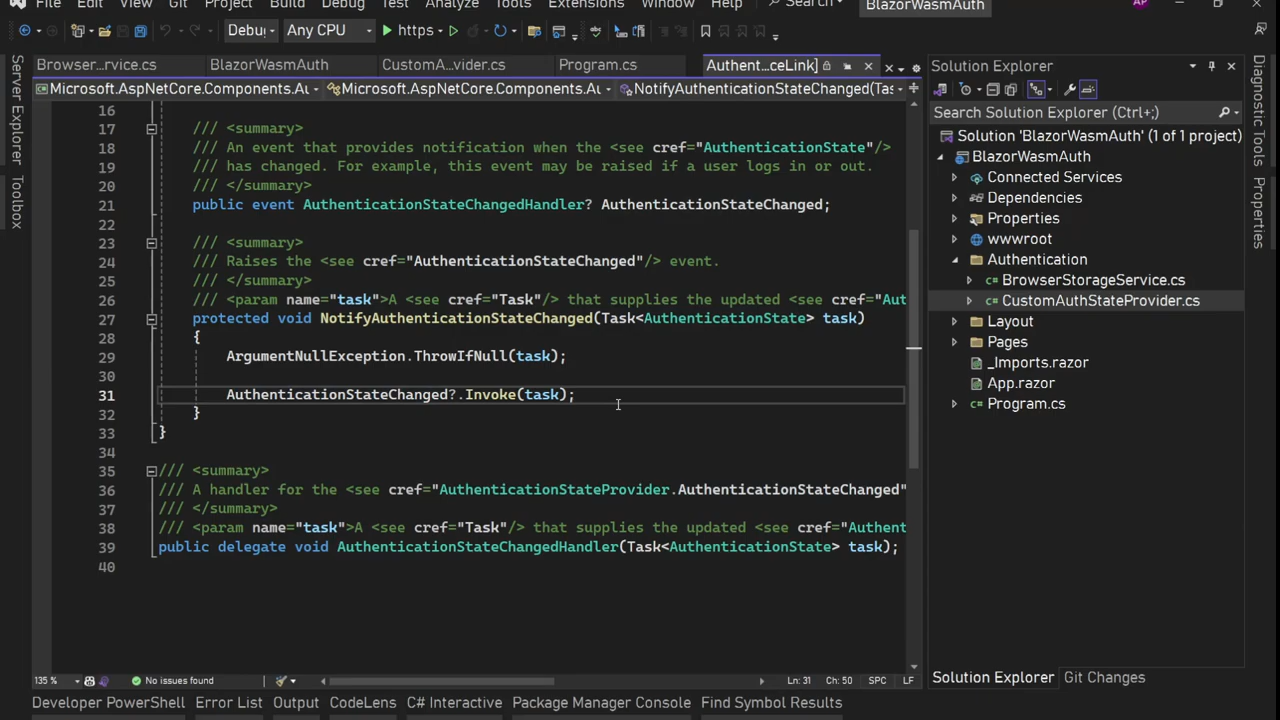 File Edit View Git Project Build Debug Test Analyze Tools Extensions Window Help Search BlazorWasmAuth AP
Debug Any CPU https
Browser...rvice.cs BlazorWasmAuth CustomA...vider.cs Program.cs Authent...ceLink]
Microsoft.AspNetCore.Components.Au Microsoft.AspNetCore.Components.Au NotifyAuthenticationStateChanged(Tas
16
17 /// <summary>
18 /// An event that provides notification when the <see cref="AuthenticationState"/>
19 /// has changed. For example, this event may be raised if a user logs in or out.
20 /// </summary>
21 public event AuthenticationStateChangedHandler? AuthenticationStateChanged;
22
23 /// <summary>
24 /// Raises the <see cref="AuthenticationStateChanged"/> event.
25 /// </summary>
26 /// <param name="task">A <see cref="Task"/> that supplies the updated <see cref="Aut
27 protected void NotifyAuthenticationStateChanged(Task<AuthenticationState> task)
28 {
29 ArgumentNullException.ThrowIfNull(task);
30
31 AuthenticationStateChanged?.Invoke(task);
32 }
33 }
34
35 /// <summary>
36 /// A handler for the <see cref="AuthenticationStateProvider.AuthenticationStateChanged"
37 /// </summary>
38 /// <param name="task">A <see cref="Task"/> that supplies the updated <see cref="Authent
39 public delegate void AuthenticationStateChangedHandler(Task<AuthenticationState> task);
40
135 % No issues found Ln: 31 Ch: 50 SPC LF
Developer PowerShell Error List Output CodeLens C# Interactive Package Manager Console Find Symbol Results
Server Explorer
Toolbox
Solution Explorer
Search Solution Explorer (Ctrl+;)
Solution 'BlazorWasmAuth' (1 of 1 project)
BlazorWasmAuth
Connected Services
Dependencies
Properties
wwwroot
Authentication
C# BrowserStorageService.cs
C# CustomAuthStateProvider.cs
Layout
Pages
_Imports.razor
App.razor
C# Program.cs
Solution Explorer Git Changes
Diagnostic Tools
Properties